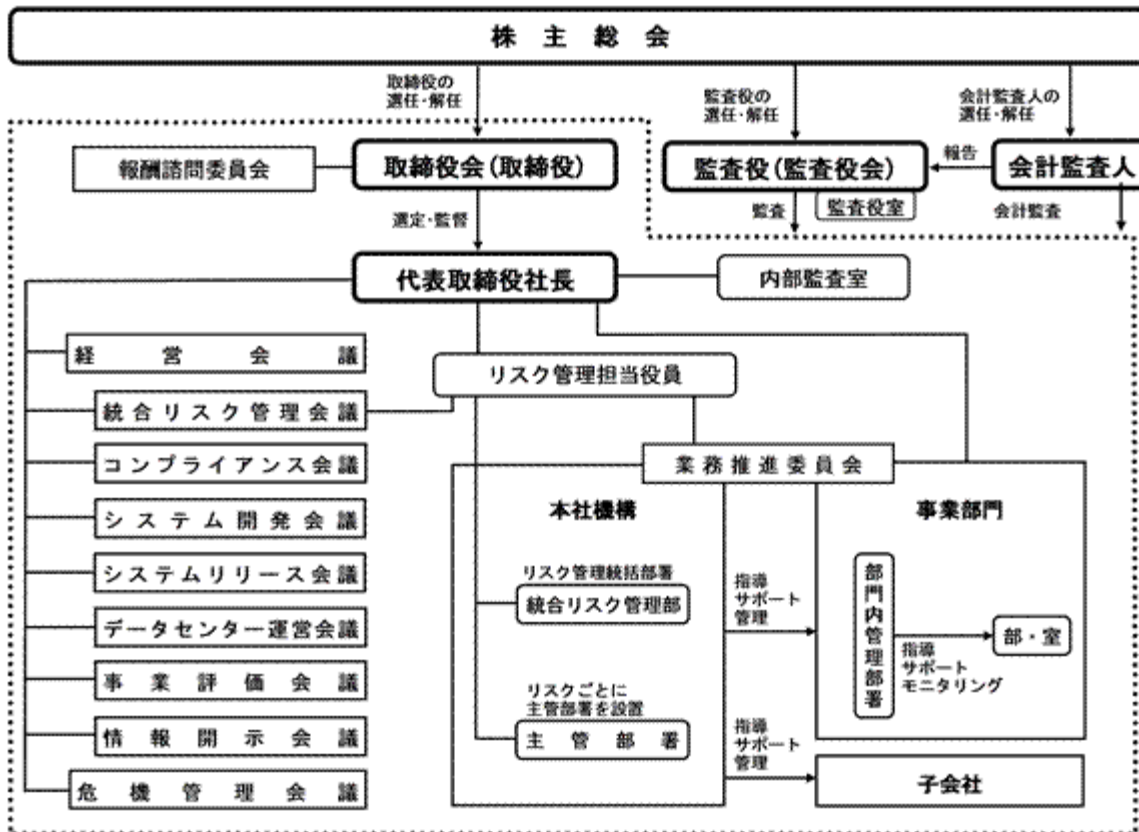 株主総会
取締役の
選任・解任
監査役の
選任・解任
会計監査人の
選任・解任
報酬諮問委員会
取締役会(取締役)
監査役(監査役会)
報告
会計監査人
監査役室
選定・監督
監査
会計監査
代表取締役社長
内部監査室
経営会議
リスク管理担当役員
統合リスク管理会議
コンプライアンス会議
業務推進委員会
システム開発会議
本社機構
事業部門
システムリリース会議
リスク管理統括部署
統合リスク管理部
指導
サポート
管理
部門内管理部署
部・室
指導
サポート
モニタリング
データセンター運営会議
事業評価会議
リスクごとに
主管部署を設置
主管部署
情報開示会議
指導
サポート
管理
危機管理会議
子会社